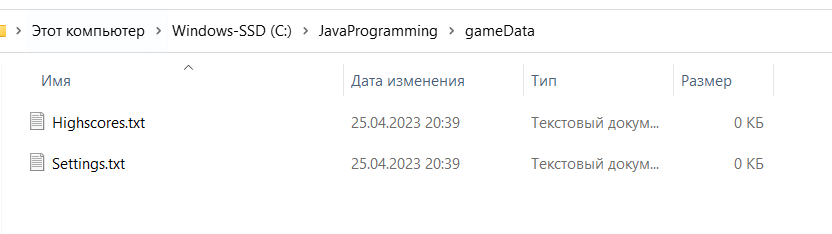 Этот компьютер > Windows-SSD (C:) > JavaProgramming > gameData
Имя Дата изменения Тип Размер
Highscores.txt 25.04.2023 20:39 Текстовый докум... 0 КБ
Settings.txt 25.04.2023 20:39 Текстовый докум... 0 КБ